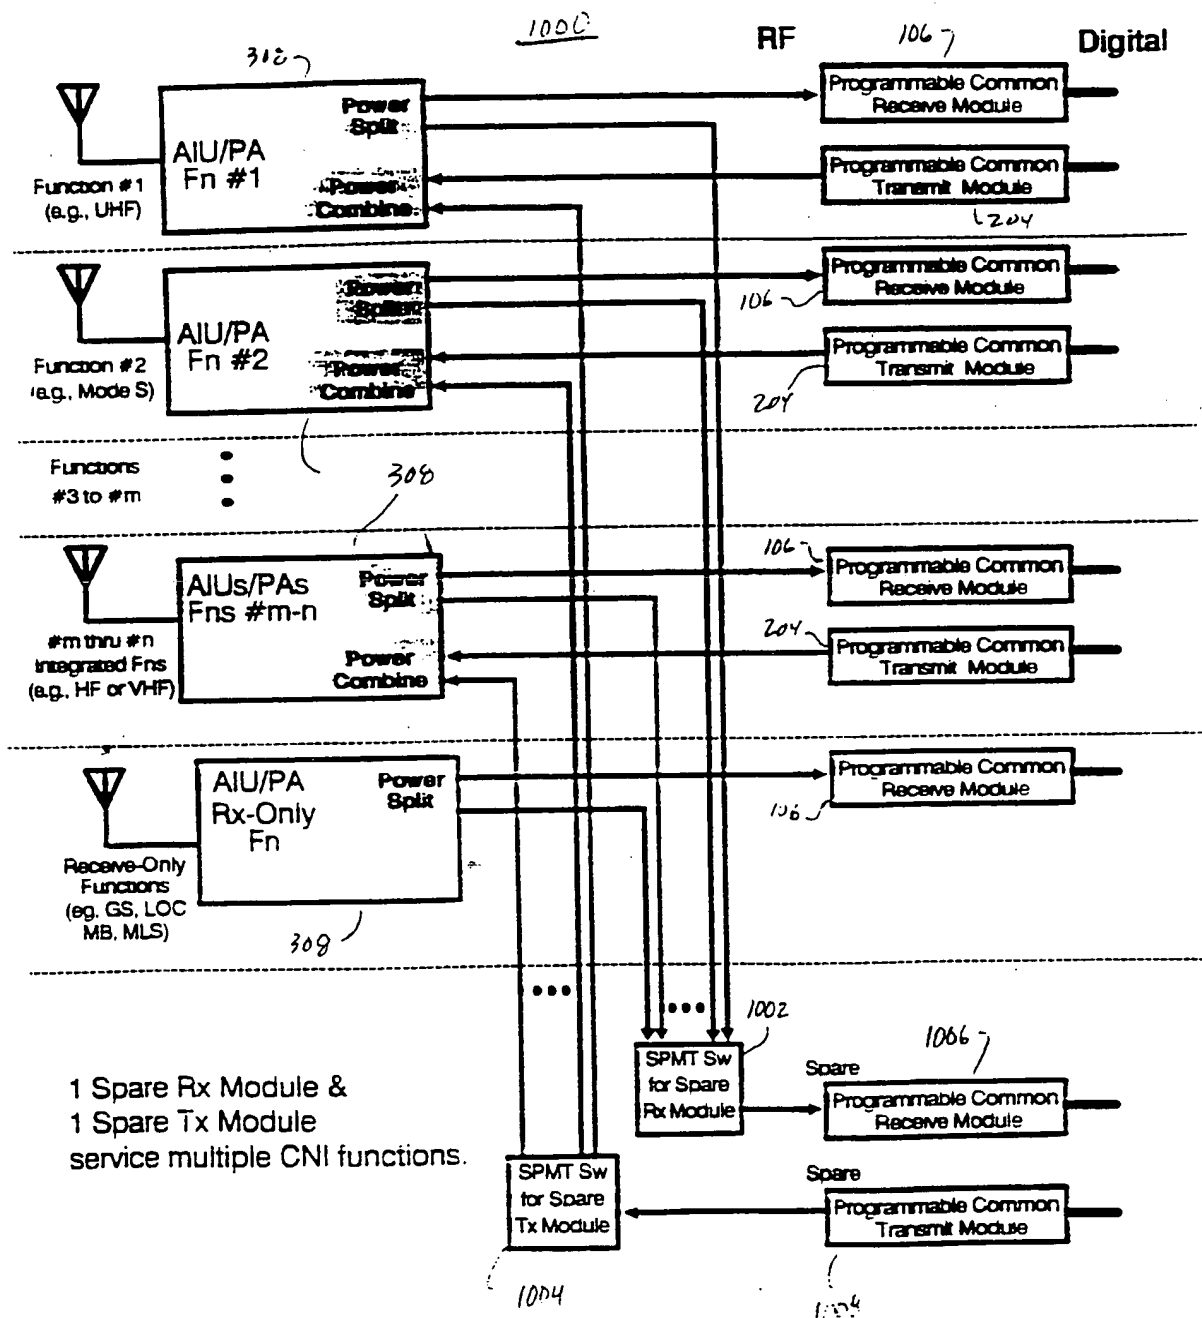 1000
RF
Digital
308
106
Power
Split
AIU/PA
Fn #1
Power
Combine
Function #1
(e.g., UHF)
Programmable Common
Receive Module
Programmable Common
Transmit Module
204
Power
Split
AIU/PA
Fn #2
Power
Combine
Function #2
(e.g., Mode S)
Programmable Common
Receive Module
106
Programmable Common
Transmit Module
204
Functions
#3 to #m
308
AIUs/PAs
Fns #m-n
Power
Split
Power
Combine
#m thru #n
Integrated Fns
(e.g., HF or VHF)
106
Programmable Common
Receive Module
204
Programmable Common
Transmit Module
AIU/PA
Rx-Only
Fn
Power
Split
Receive-Only
Functions
(eg. GS, LOC
MB, MLS)
308
Programmable Common
Receive Module
106
1002
SPMT Sw
for Spare
Rx Module
1006
Spare
Programmable Common
Receive Module
1 Spare Rx Module &
1 Spare Tx Module
service multiple CNI functions.
SPMT Sw
for Spare
Tx Module
1004
Spare
Programmable Common
Transmit Module